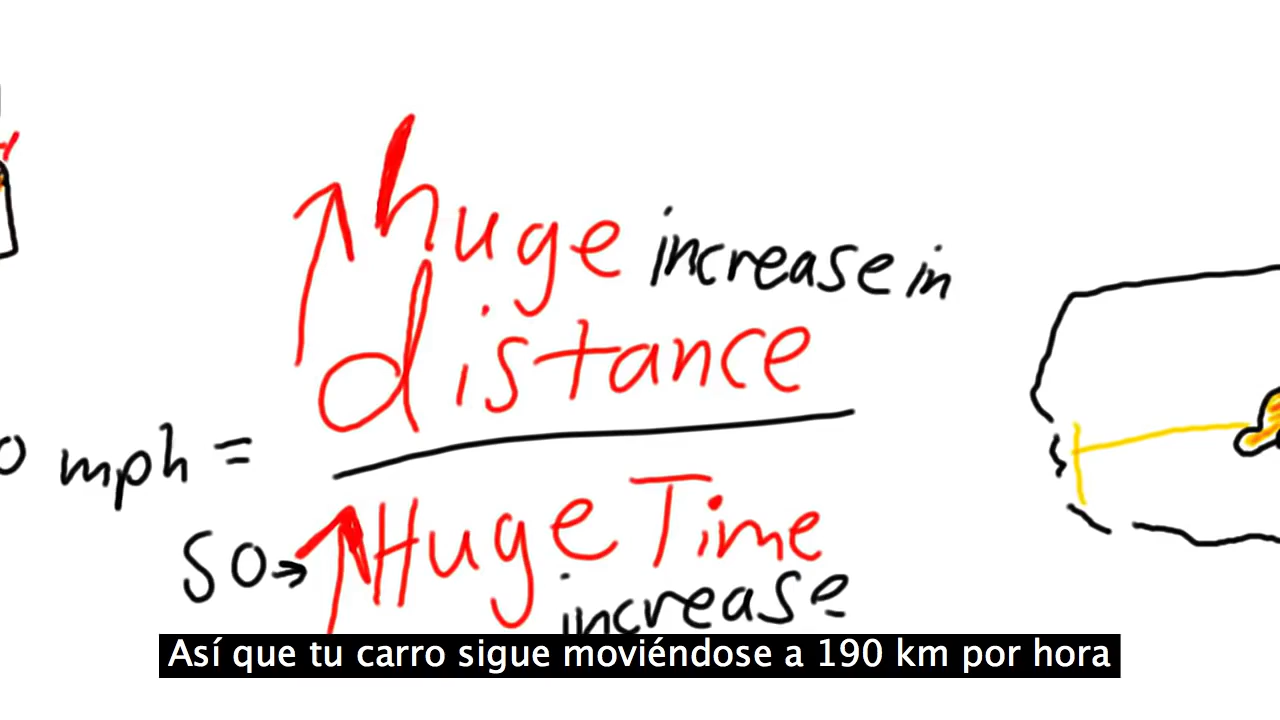 huge increase in
distance
0 mph =
Huge Time
so→
increase
Así que tu carro sigue moviéndose a 190 km por hora